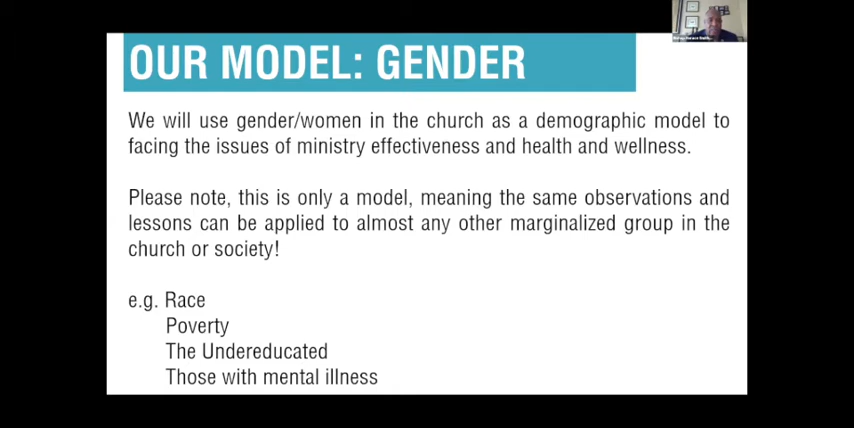 OUR MODEL: GENDER
We will use gender/women in the church as a demographic model to
facing the issues of ministry effectiveness and health and wellness.
Please note, this is only a model, meaning the same observations and
lessons can be applied to almost any other marginalized group in the
church or society!
e.g. Race
Poverty
The Undereducated
Those with mental illness